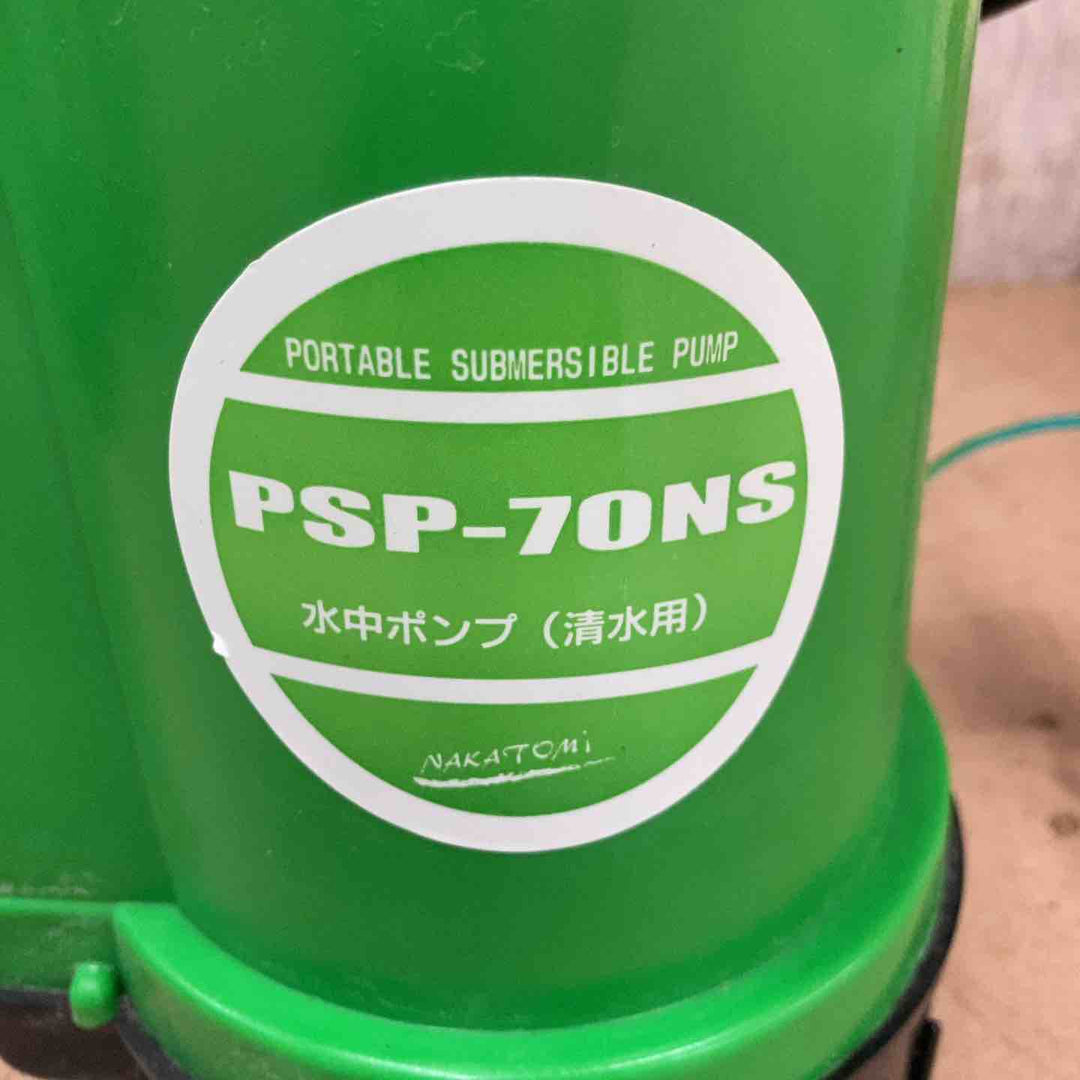 PORTABLE SUBMERSIBLE PUMP
PSP-70NS
水中ポンプ（清水用）
NAKATOMi